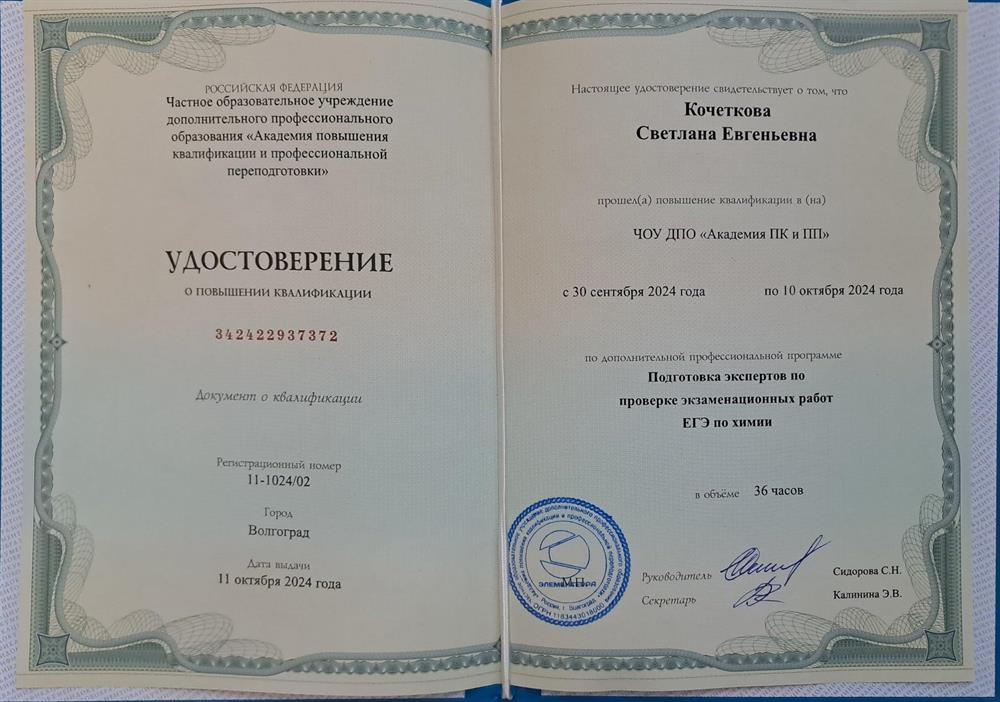 РОССИЙСКАЯ ФЕДЕРАЦИЯ
Частное образовательное учреждение
дополнительного профессионального
образования «Академия повышения
квалификации и профессиональной
переподготовки»
УДОСТОВЕРЕНИЕ
О ПОВЫШЕНИИ КВАЛИФИКАЦИИ
342422937372
Документ о квалификации
Регистрационный номер
11-1024/02
Город
Волгоград
Дата выдачи
11 октября 2024 года
Настоящее удостоверение свидетельствует о том, что
Кочеткова
Светлана Евгеньевна
прошел(а) повышение квалификации в (на)
ЧОУ ДПО «Академия ПК и ПП»
с 30 сентября 2024 года по 10 октября 2024 года
по дополнительной профессиональной программе
Подготовка экспертов по
проверке экзаменационных работ
ЕГЭ по химии
в объёме 36 часов
М.П.
Руководитель Сидорова С.Н.
Секретарь Калинина Э.В.